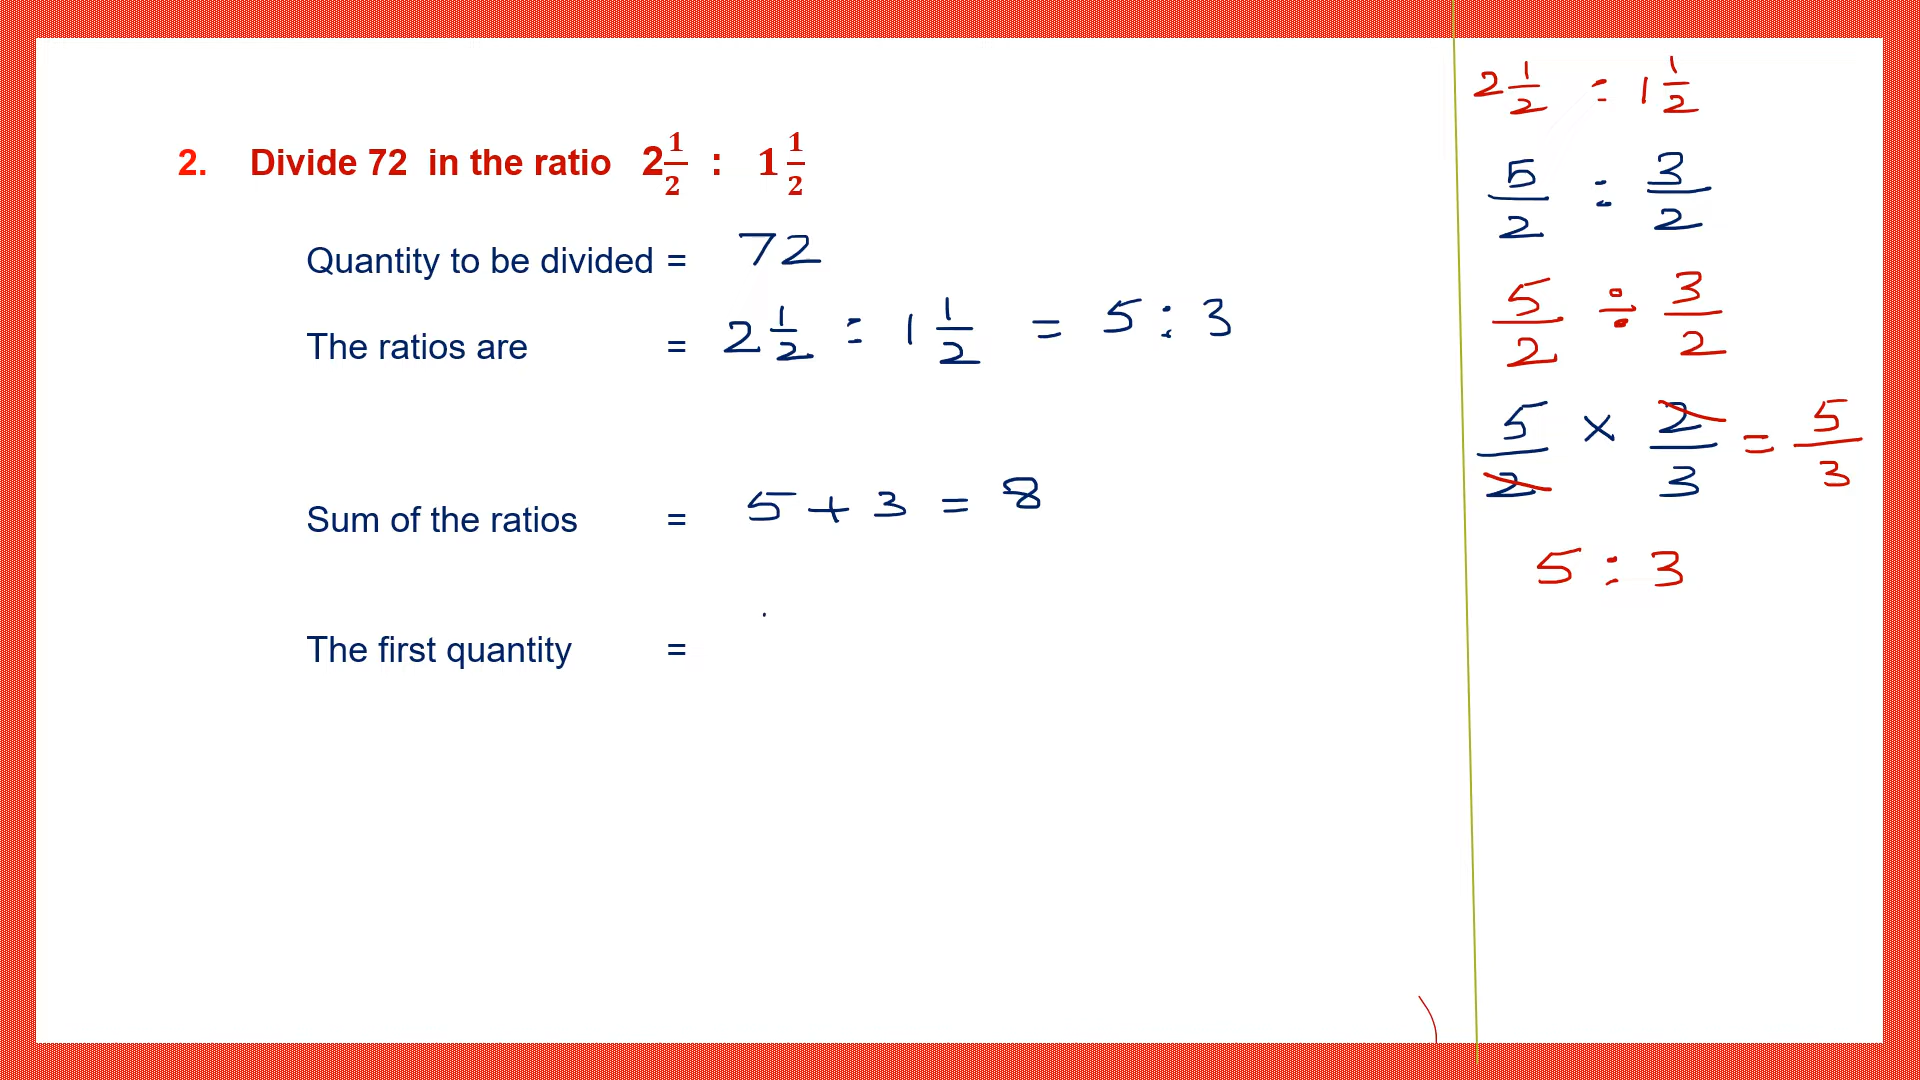 2. Divide 72 in the ratio 2 1/2 : 1 1/2
Quantity to be divided = 72
The ratios are = 2 1/2 : 1 1/2 = 5 : 3
Sum of the ratios = 5 + 3 = 8
The first quantity =
2 1/2 : 1 1/2
5/2 : 3/2
5/2 ÷ 3/2
5/2 × 2/3 = 5/3
5 : 3